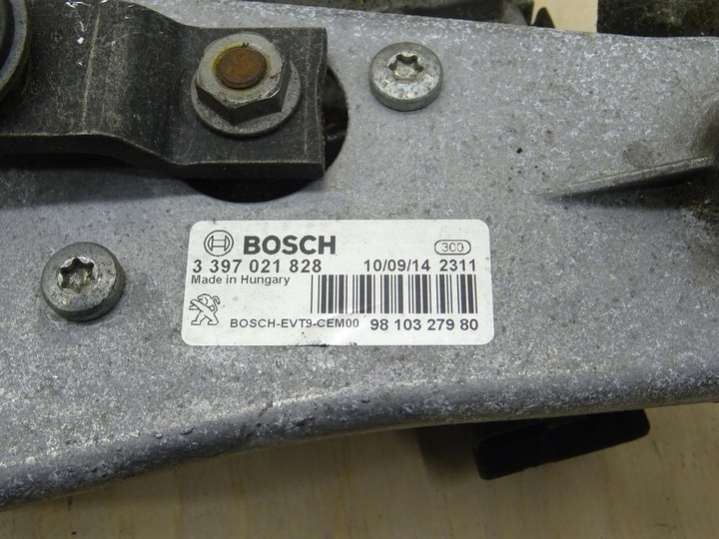 BOSCH 300
3 397 021 828 10/09/14 2311
Made in Hungary
BOSCH-EVT9-CEM00 98 103 279 80